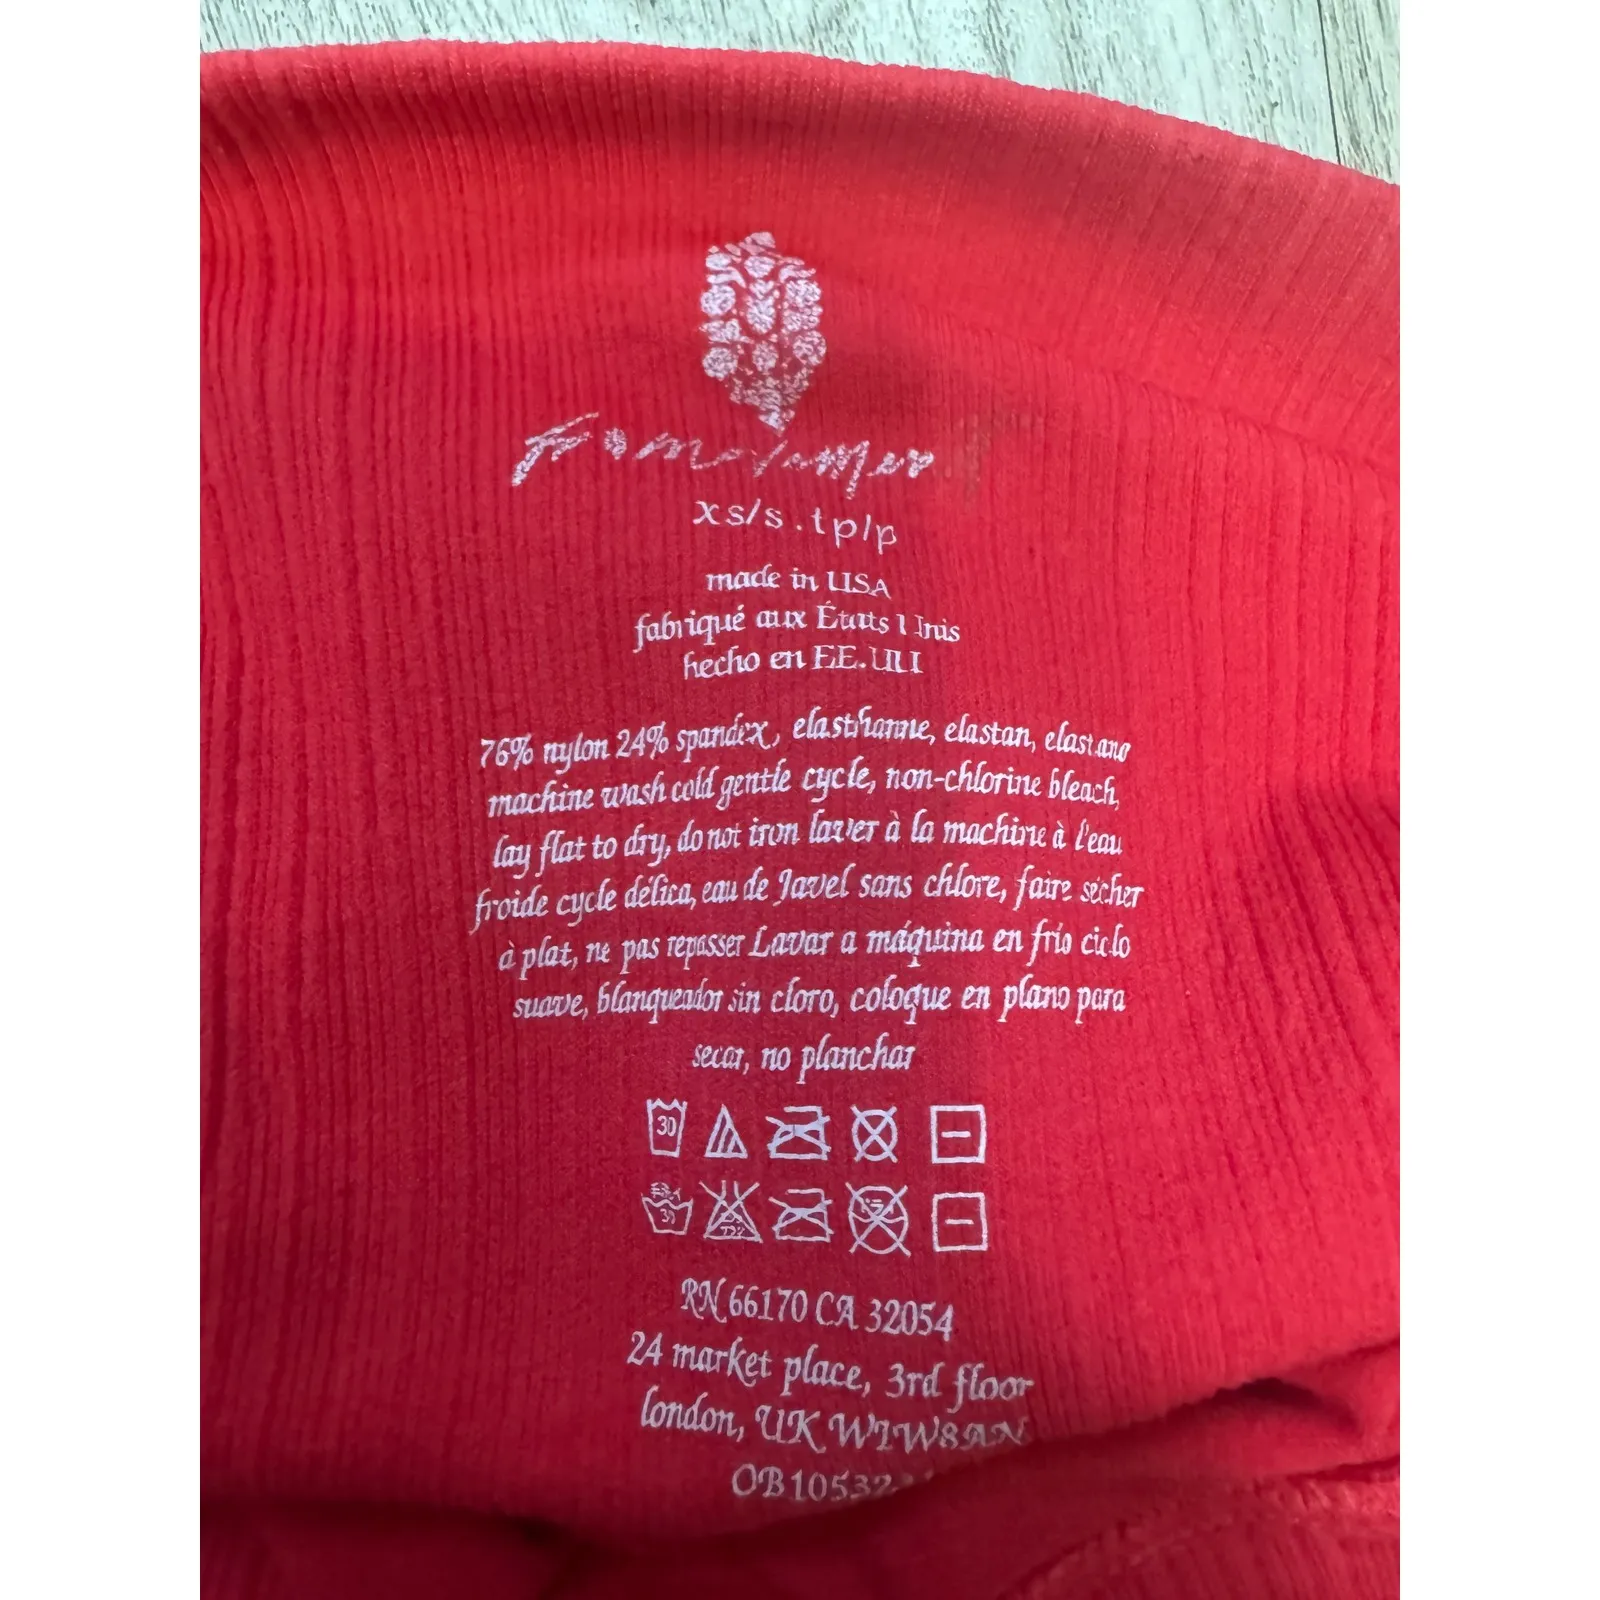 xs/s . tp/p
made in USA
fabriqué aux États Unis
hecho en EE.UU
76% nylon 24% spandex, elasthanne, elastan, elastano
machine wash cold gentle cycle, non-chlorine bleach,
lay flat to dry, do not iron laver à la machine à l'eau
froide cycle délica, eau de Javel sans chlore, faire sécher
à plat, ne pas repasser Lavar a máquina en frío ciclo
suave, blanqueador sin cloro, coloque en plano para
secar, no planchar
30
30
RN 66170 CA 32054
24 market place, 3rd floor
london, UK W1W8AN